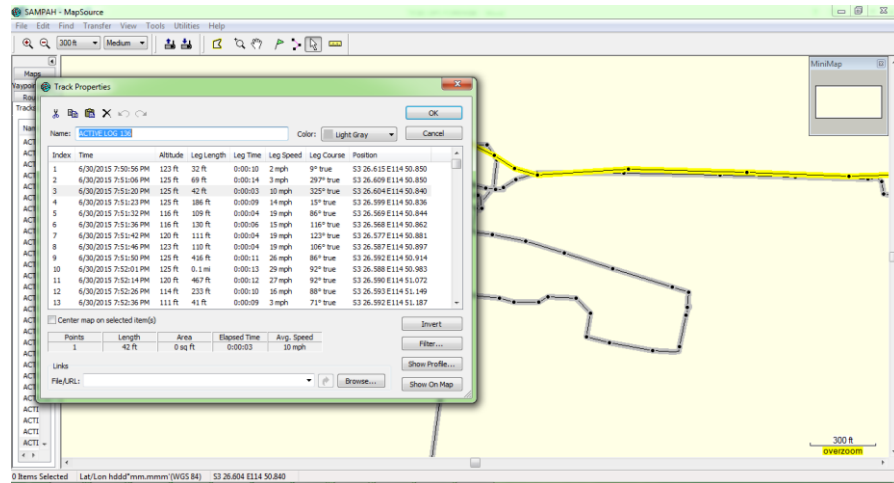 SAMPAH - MapSource
File Edit Find Transfer View Tools Utilities Help
300 ft Medium
Maps
Tracks
MiniMap
Track Properties
OK
Name: ACTIVE LOG 136 Color: Light Gray Cancel
Index Time Altitude Leg Length Leg Time Leg Speed Leg Course Position
1 6/30/2015 7:50:56 PM 123 ft 32 ft 0:00:10 2 mph 9° true S3 26.615 E114 50.850
2 6/30/2015 7:51:06 PM 125 ft 69 ft 0:00:14 3 mph 297° true S3 26.609 E114 50.850
3 6/30/2015 7:51:20 PM 125 ft 42 ft 0:00:03 10 mph 325° true S3 26.604 E114 50.840
4 6/30/2015 7:51:23 PM 125 ft 186 ft 0:00:09 14 mph 15° true S3 26.599 E114 50.836
5 6/30/2015 7:51:32 PM 116 ft 109 ft 0:00:04 19 mph 86° true S3 26.569 E114 50.844
6 6/30/2015 7:51:36 PM 116 ft 130 ft 0:00:06 15 mph 116° true S3 26.568 E114 50.862
7 6/30/2015 7:51:42 PM 120 ft 111 ft 0:00:04 19 mph 123° true S3 26.577 E114 50.881
8 6/30/2015 7:51:46 PM 123 ft 110 ft 0:00:04 19 mph 106° true S3 26.587 E114 50.897
9 6/30/2015 7:51:50 PM 125 ft 416 ft 0:00:11 26 mph 86° true S3 26.592 E114 50.914
10 6/30/2015 7:52:01 PM 125 ft 0.1 mi 0:00:13 29 mph 92° true S3 26.588 E114 50.983
11 6/30/2015 7:52:14 PM 120 ft 467 ft 0:00:12 27 mph 92° true S3 26.590 E114 51.072
12 6/30/2015 7:52:26 PM 114 ft 233 ft 0:00:10 16 mph 88° true S3 26.593 E114 51.149
13 6/30/2015 7:52:36 PM 111 ft 41 ft 0:00:09 3 mph 71° true S3 26.592 E114 51.187
Center map on selected item(s)
Invert
Points Length Area Elapsed Time Avg. Speed
1 42 ft 0 sq ft 0:00:03 10 mph
Filter...
Links
Show Profile...
File/URL: Browse... Show On Map
ACTI
ACTI
ACTI
ACTI
300 ft
overzoom
0 Items Selected Lat/Lon hddd°mm.mmm'(WGS 84) S3 26.604 E114 50.840